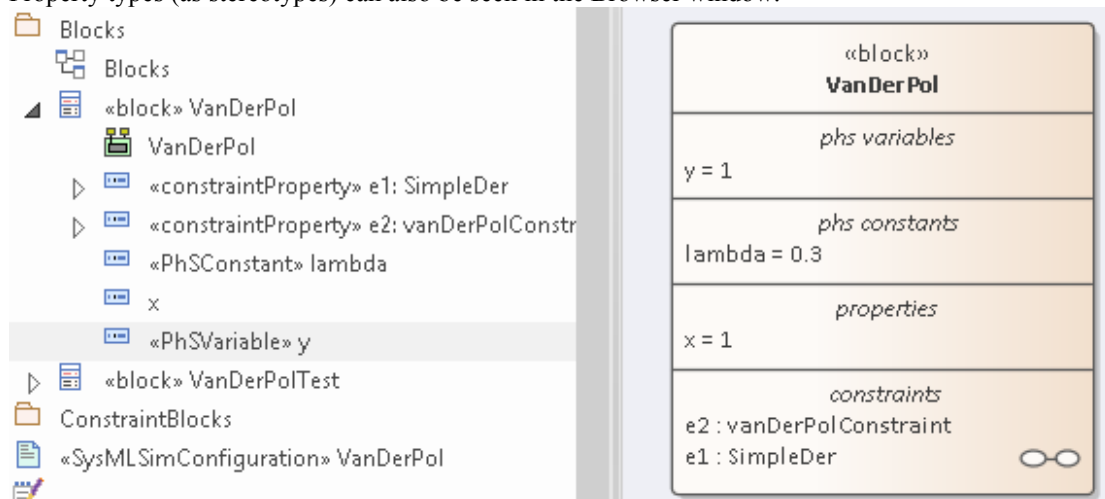 Property types (as stereotypes) can also be seen in the Browser window.
Blocks
Blocks
«block» VanDerPol
VanDerPol
«constraintProperty» e1: SimpleDer
«constraintProperty» e2: vanDerPolConstr
«PhSConstant» lambda
x
«PhSVariable» y
«block» VanDerPolTest
ConstraintBlocks
«SysMLSimConfiguration» VanDerPol
«block»
VanDerPol
phs variables
y = 1
phs constants
lambda = 0.3
properties
x = 1
constraints
e2 : vanDerPolConstraint
e1 : SimpleDer